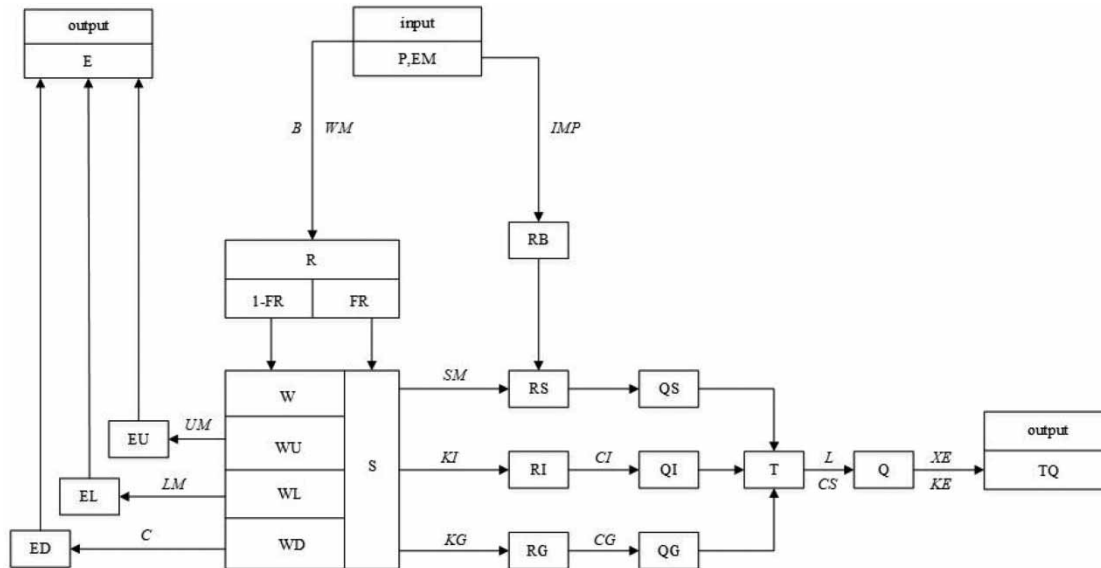 output
E
input
P,EM
B
WM
IMP
RB
R
1-FR
FR
W
WU
WL
WD
S
SM
RS
QS
EU
UM
KI
RI
CI
QI
T
L
CS
Q
XE
KE
output
TQ
EL
LM
ED
C
KG
RG
CG
QG